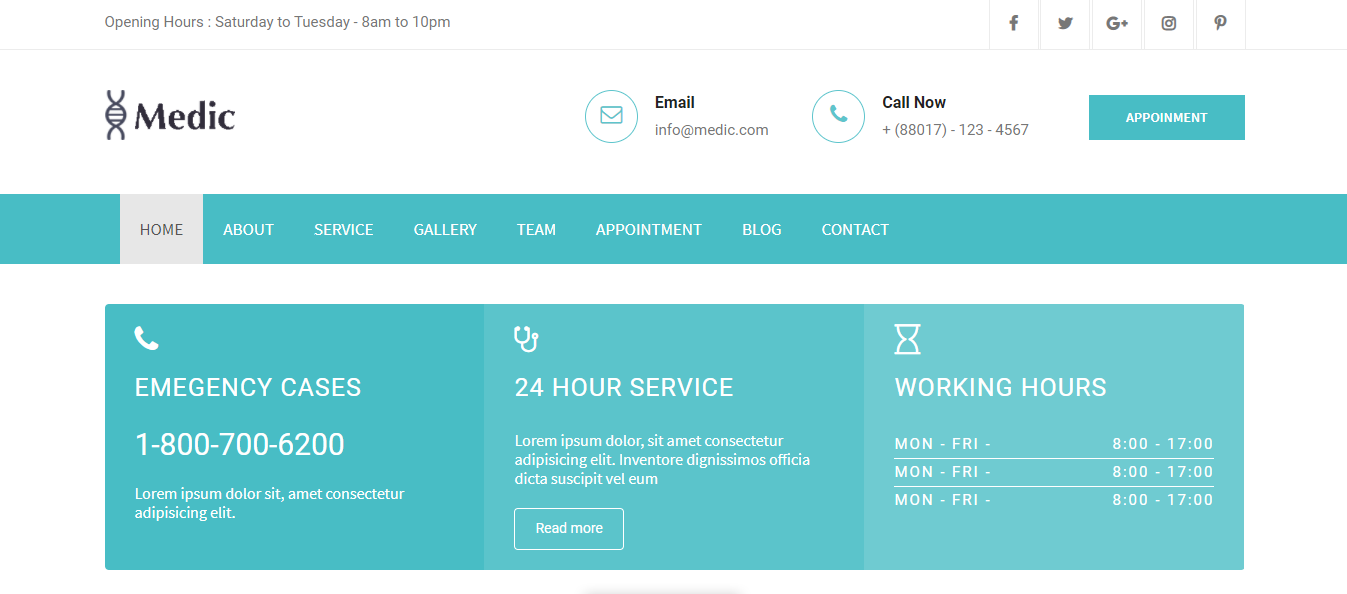 Opening Hours : Saturday to Tuesday - 8am to 10pm
Medic
Email
info@medic.com
Call Now
+ (88017) - 123 - 4567
APPOINMENT
HOME ABOUT SERVICE GALLERY TEAM APPOINTMENT BLOG CONTACT
EMEGENCY CASES
1-800-700-6200
Lorem ipsum dolor sit, amet consectetur
adipisicing elit.
24 HOUR SERVICE
Lorem ipsum dolor, sit amet consectetur
adipisicing elit. Inventore dignissimos officia
dicta suscipit vel eum
Read more
WORKING HOURS
MON - FRI - 8:00 - 17:00
MON - FRI - 8:00 - 17:00
MON - FRI - 8:00 - 17:00